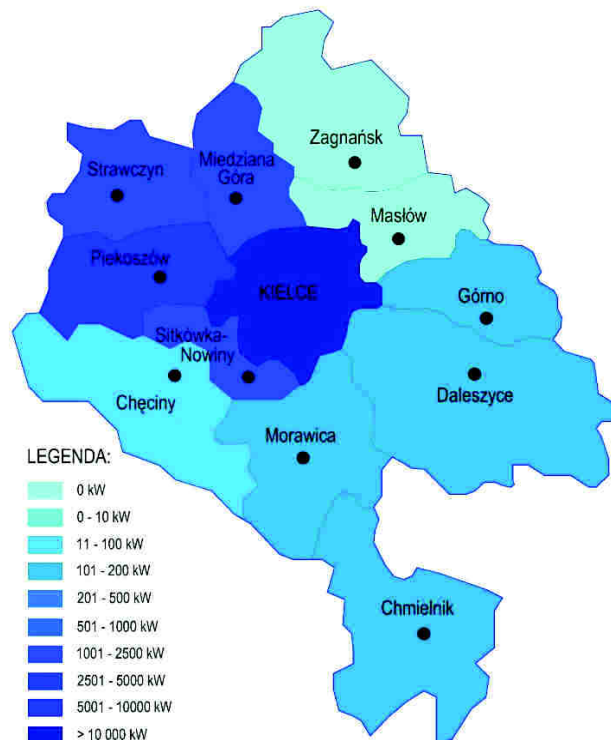 Zagnańsk
Strawczyn
Miedziana
Góra
Masłów
Piekoszów
KIELCE
Górno
Sitkówka-
Nowiny
Chęciny
Daleszyce
Morawica
LEGENDA:
0 kW
0 - 10 kW
11 - 100 kW
101 - 200 kW
201 - 500 kW
501 - 1000 kW
1001 - 2500 kW
2501 - 5000 kW
5001 - 10000 kW
> 10 000 kW
Chmielnik